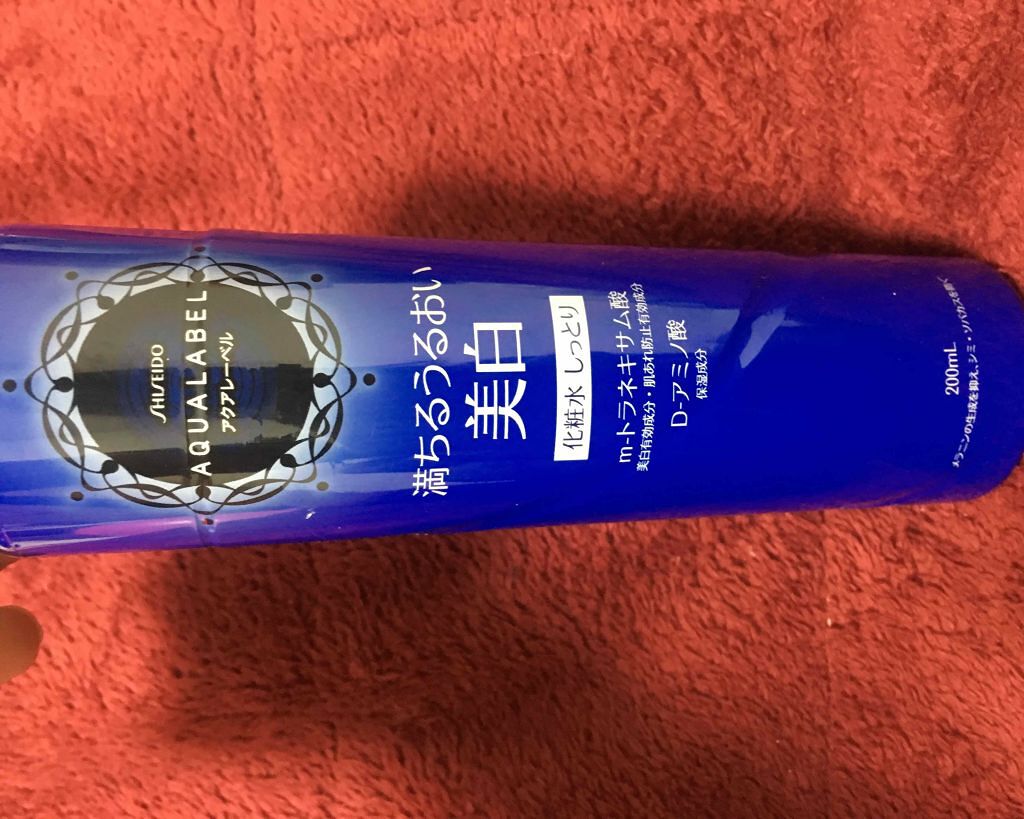 SHISEIDO
AQUALABEL
アクアレーベル
満ちるうるおい
美白
化粧水 しっとり
m-トラネキサム酸
美白有効成分・肌あれ防止有効成分
D-アミノ酸
保湿成分
200mL
メラニンの生成を抑え、シミ・ソバカスを防ぐ